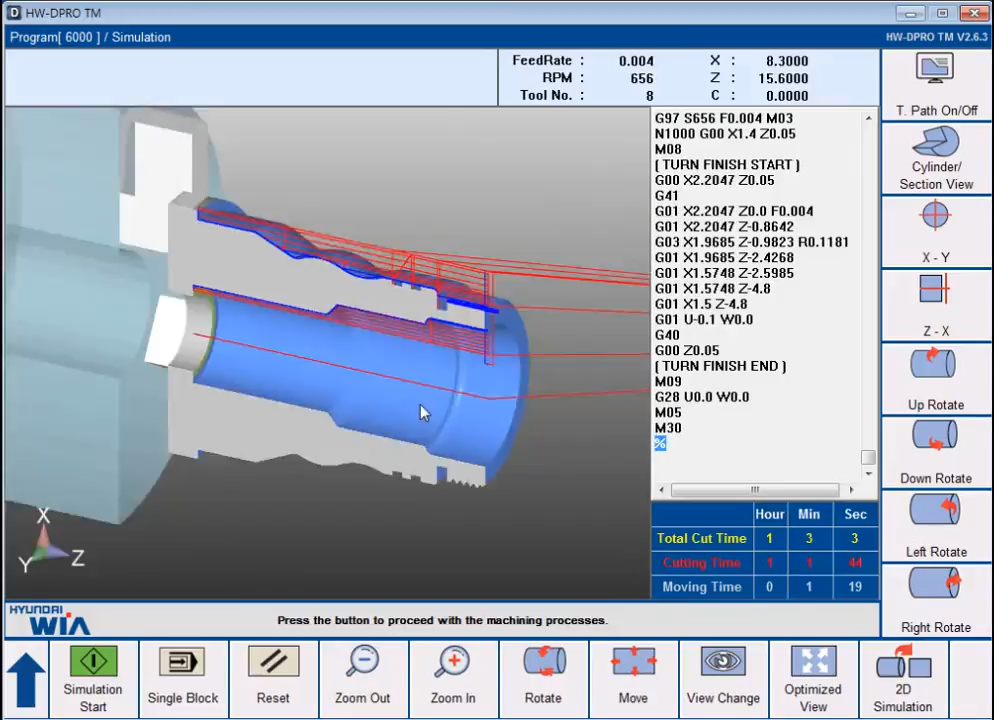 HW-DPRO TM
Program[ 6000 ] / Simulation
HW-DPRO TM V2.6.3
FeedRate : 0.004 X : 8.3000
RPM : 656 Z : 15.6000
Tool No. : 8 C : 0.0000
G97 S656 F0.004 M03
N1000 G00 X1.4 Z0.05
M08
( TURN FINISH START )
G00 X2.2047 Z0.05
G41
G01 X2.2047 Z0.0 F0.004
G01 X2.2047 Z-0.8642
G03 X1.9685 Z-0.9823 R0.1181
G01 X1.9685 Z-2.4268
G01 X1.5748 Z-2.5985
G01 X1.5748 Z-4.8
G01 X1.5 Z-4.8
G01 U-0.1 W0.0
G40
G00 Z0.05
( TURN FINISH END )
M09
G28 U0.0 W0.0
M05
M30
%
Hour Min Sec
Total Cut Time 1 3 3
Cutting Time 1 1 44
Moving Time 0 1 19
T. Path On/Off
Cylinder/
Section View
X - Y
Z - X
Up Rotate
Down Rotate
Left Rotate
Right Rotate
X
Y
Z
HYUNDAI
WIA
Press the button to proceed with the machining processes.
Simulation
Start
Single Block
Reset
Zoom Out
Zoom In
Rotate
Move
View Change
Optimized
View
2D
Simulation